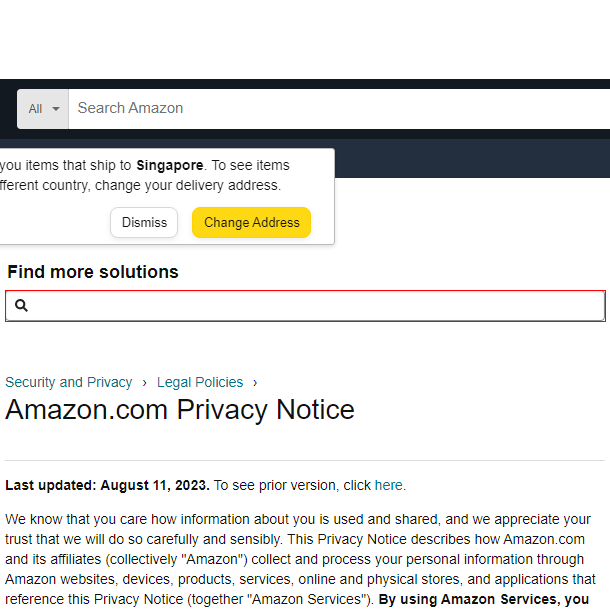 All
Search Amazon
you items that ship to Singapore. To see items
fferent country, change your delivery address.
Dismiss
Change Address
Find more solutions
Security and Privacy › Legal Policies ›
Amazon.com Privacy Notice
Last updated: August 11, 2023. To see prior version, click here.
We know that you care how information about you is used and shared, and we appreciate your
trust that we will do so carefully and sensibly. This Privacy Notice describes how Amazon.com
and its affiliates (collectively "Amazon") collect and process your personal information through
Amazon websites, devices, products, services, online and physical stores, and applications that
reference this Privacy Notice (together "Amazon Services"). By using Amazon Services, you